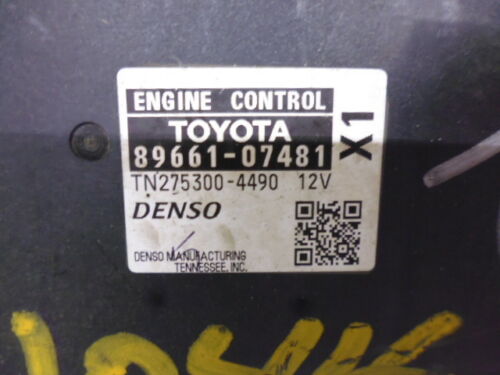 ENGINE CONTROL
TOYOTA
89661-07481
X1
TN275300-4490 12V
DENSO
DENSO MANUFACTURING
TENNESSEE, INC.